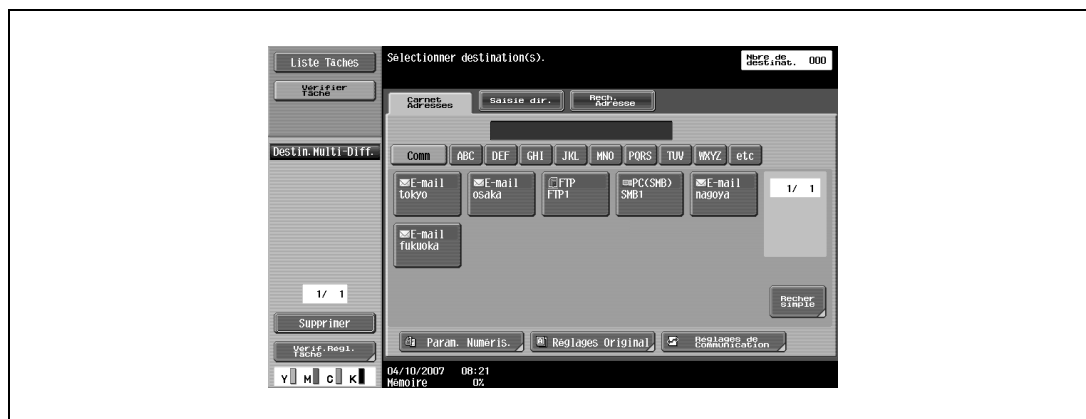 Liste Tâches
Vérifier
Tâche
Destin.Multi-Diff.
1/ 1
Supprimer
Vérif.Régl.
Tâche
Y M C K
Sélectionner destination(s).
Nbre de
destinat. 000
Carnet
Adresses
Saisie dir.
Rech.
Adresse
Comm ABC DEF GHI JKL MNO PQRS TUV WXYZ etc
E-mail
tokyo
E-mail
osaka
FTP
FTP1
PC(SMB)
SMB1
E-mail
nagoya
1/ 1
E-mail
fukuoka
Recher
simple
Param. Numéris.
Réglages Original
Réglages de
Communication
04/10/2007 08:21
Mémoire 0%